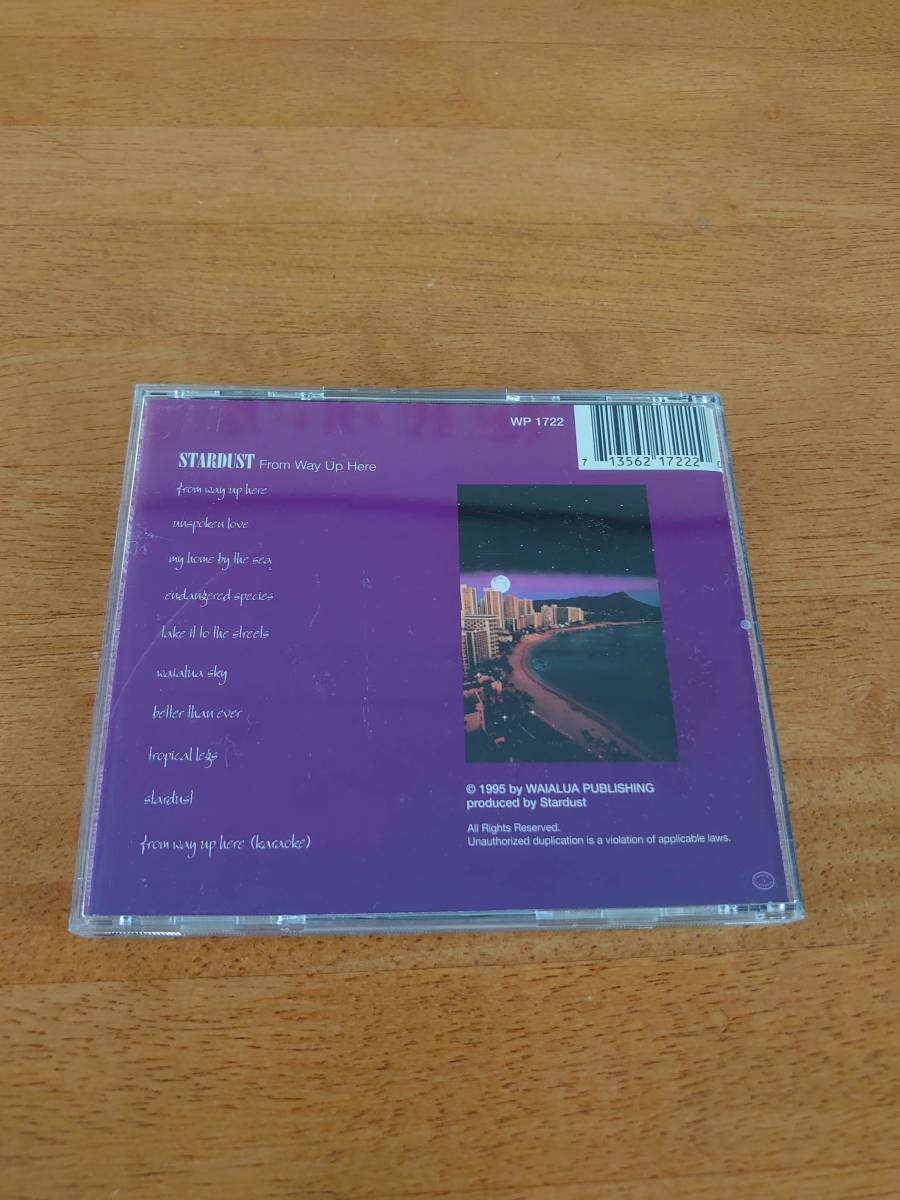 WP 1722
7 13562 17222 0
STARDUST From Way Up Here
from way up here
unspoken love
my home by the sea
endangered species
take it to the streets
waialua sky
better than ever
tropical legs
stardust
from way up here (karaoke)
© 1995 by WAIALUA PUBLISHING
produced by Stardust
All Rights Reserved.
Unauthorized duplication is a violation of applicable laws.